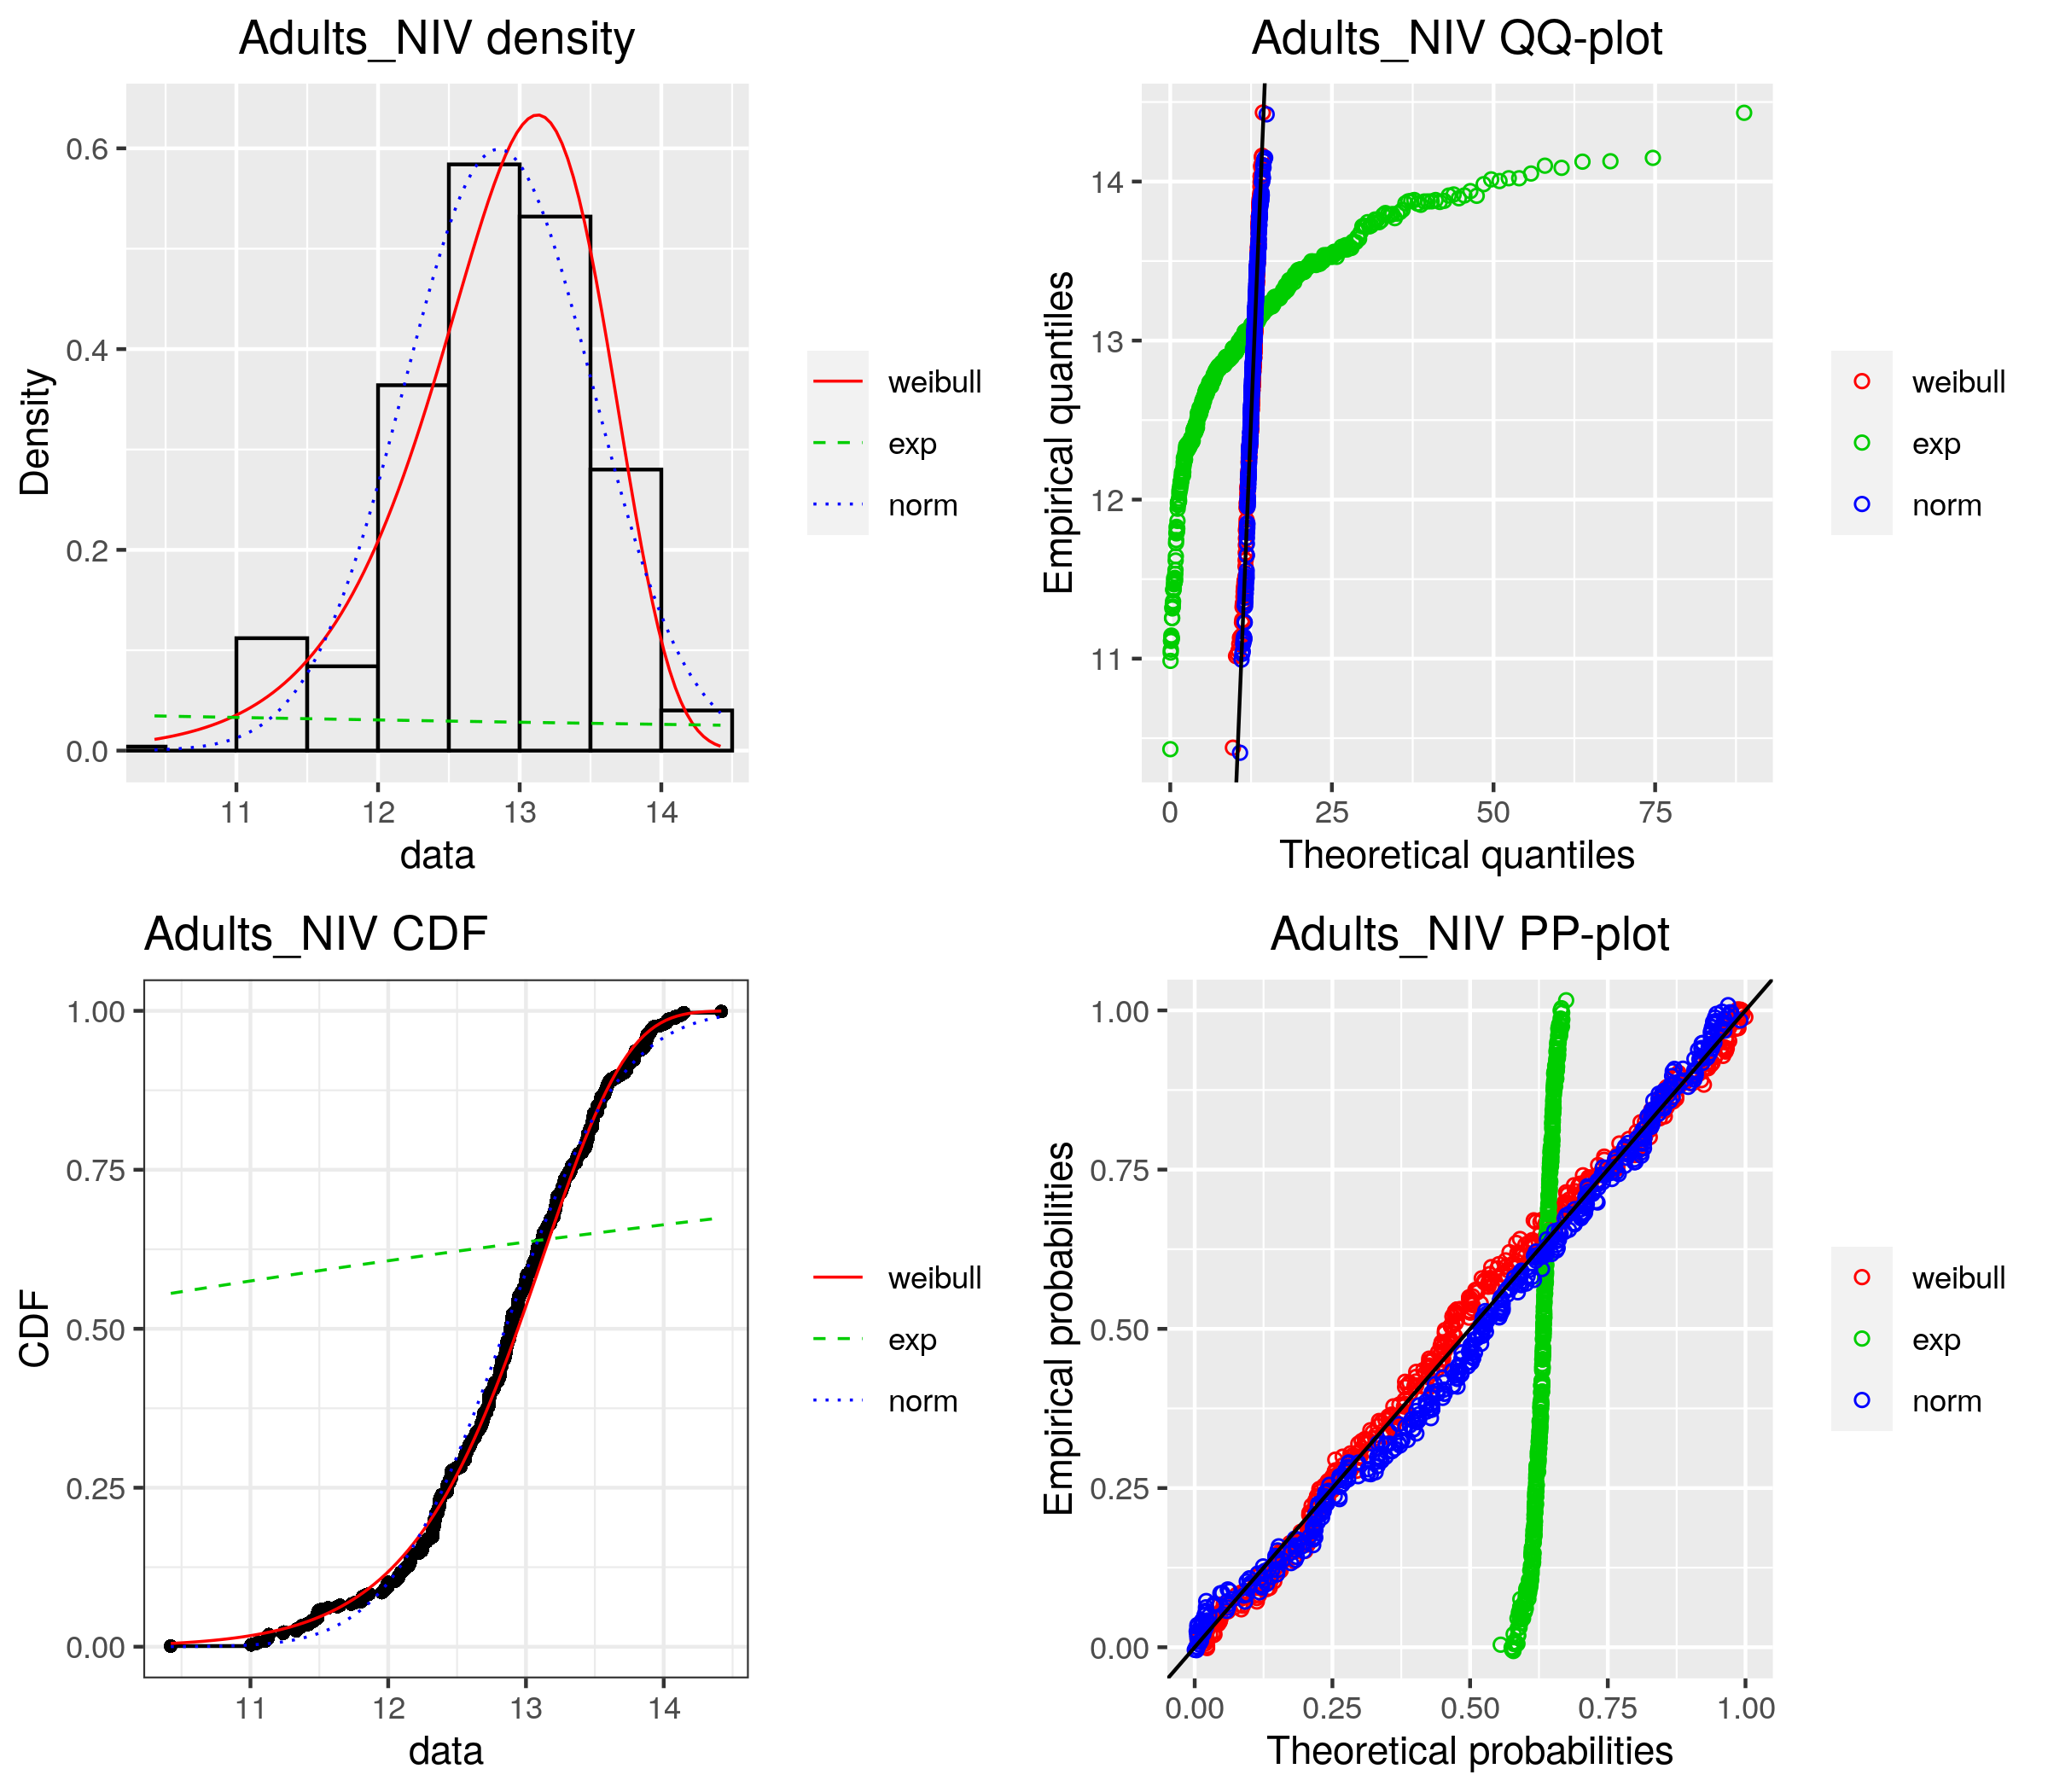 Adults_NIV density
Density
0.6
0.4
0.2
0.0
11 12 13 14
data
weibull
exp
norm
Adults_NIV QQ-plot
Empirical quantiles
14
13
12
11
0 25 50 75
Theoretical quantiles
weibull
exp
norm
Adults_NIV CDF
CDF
1.00
0.75
0.50
0.25
0.00
11 12 13 14
data
weibull
exp
norm
Adults_NIV PP-plot
Empirical probabilities
1.00
0.75
0.50
0.25
0.00
0.00 0.25 0.50 0.75 1.00
Theoretical probabilities
weibull
exp
norm